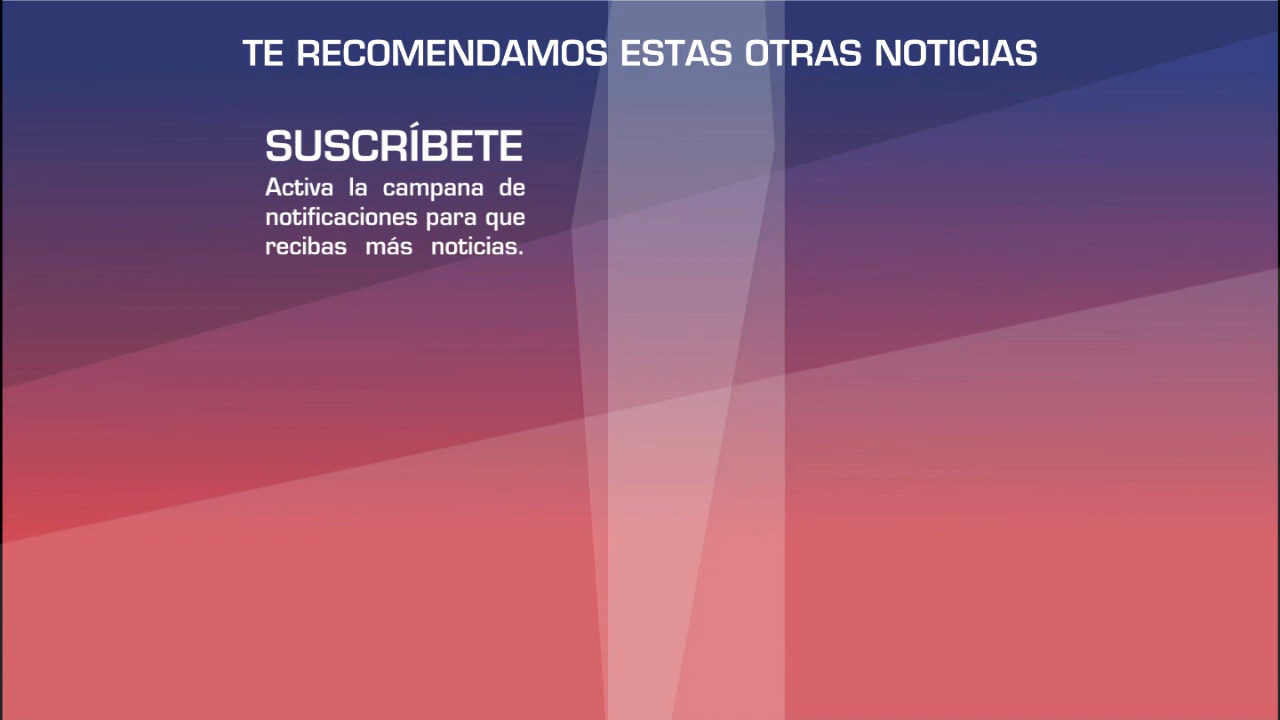 TE RECOMENDAMOS ESTAS OTRAS NOTICIAS
SUSCRÍBETE
Activa la campana de
notificaciones para que
recibas más noticias.